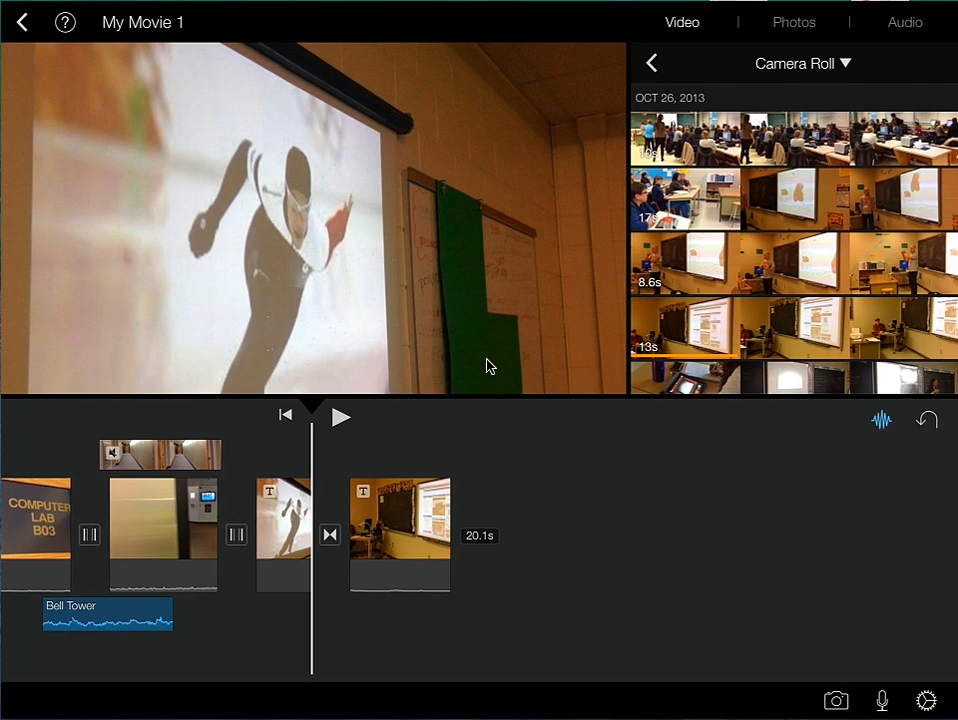 My Movie 1
Video | Photos | Audio
Camera Roll ▼
OCT 26, 2013
17s
8.6s
13s
T
T
COMPUTER
LAB
B03
20.1s
Bell Tower